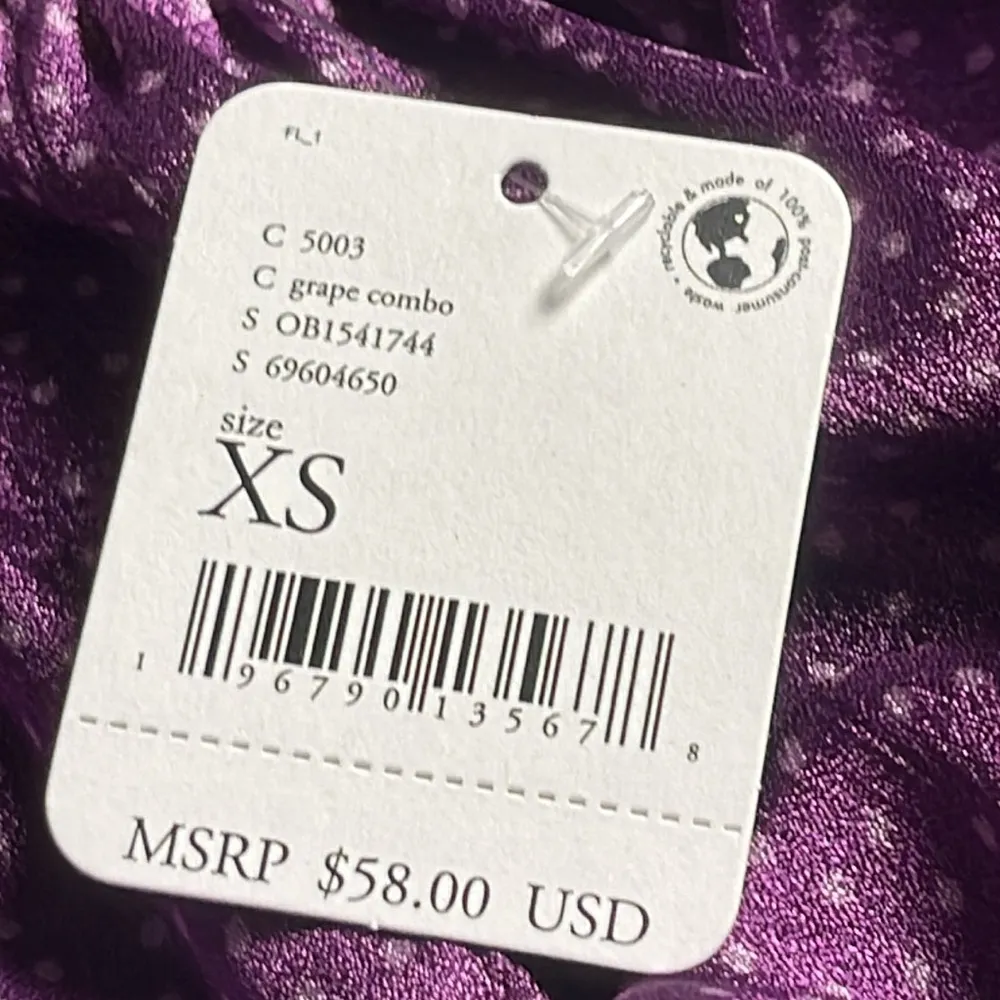 FL_1
recyclable & made of 100% post-consumer waste •
C 5003
C grape combo
S OB1541744
S 69604650
size
XS
1 96790 13567 8
MSRP $58.00 USD